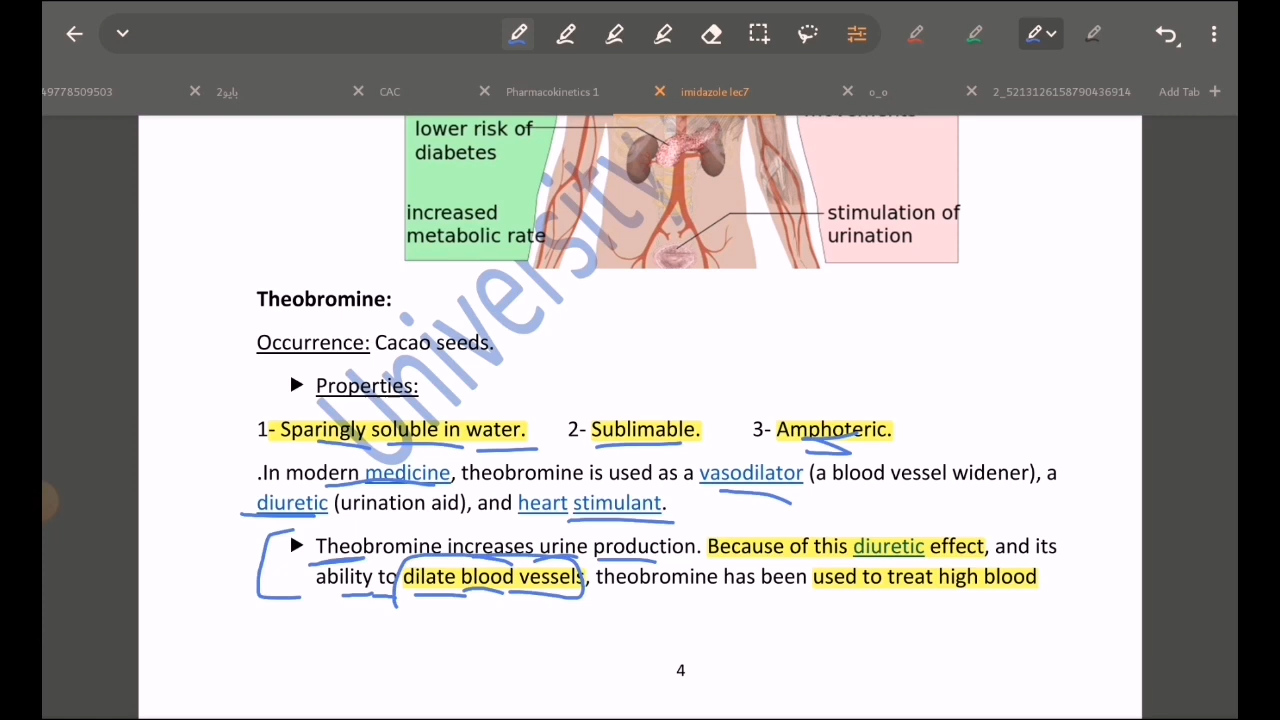 49778509503
بايو2
CAC
Pharmacokinetics 1
imidazole lec7
o_o
2_5213126158790436914
Add Tab
lower risk of
diabetes
increased
metabolic rate
stimulation of
urination
University
Theobromine:
Occurrence: Cacao seeds.
Properties:
1- Sparingly soluble in water. 2- Sublimable. 3- Amphoteric.
.In modern medicine, theobromine is used as a vasodilator (a blood vessel widener), a
diuretic (urination aid), and heart stimulant.
Theobromine increases urine production. Because of this diuretic effect, and its
ability to dilate blood vessels, theobromine has been used to treat high blood
4